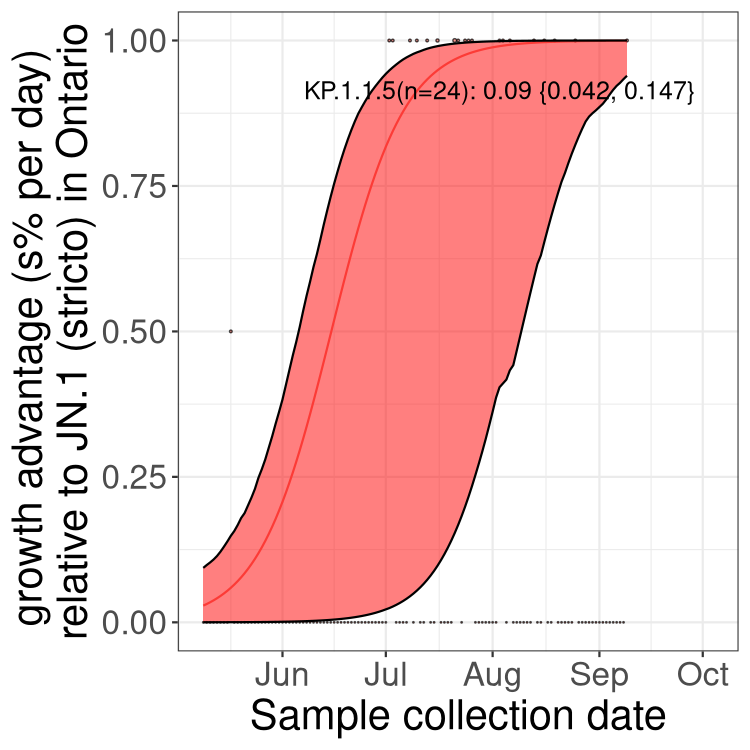 growth advantage (s% per day)
relative to JN.1 (stricto) in Ontario
1.00
0.75
0.50
0.25
0.00
KP.1.1.5(n=24): 0.09 {0.042, 0.147}
Jun Jul Aug Sep Oct
Sample collection date